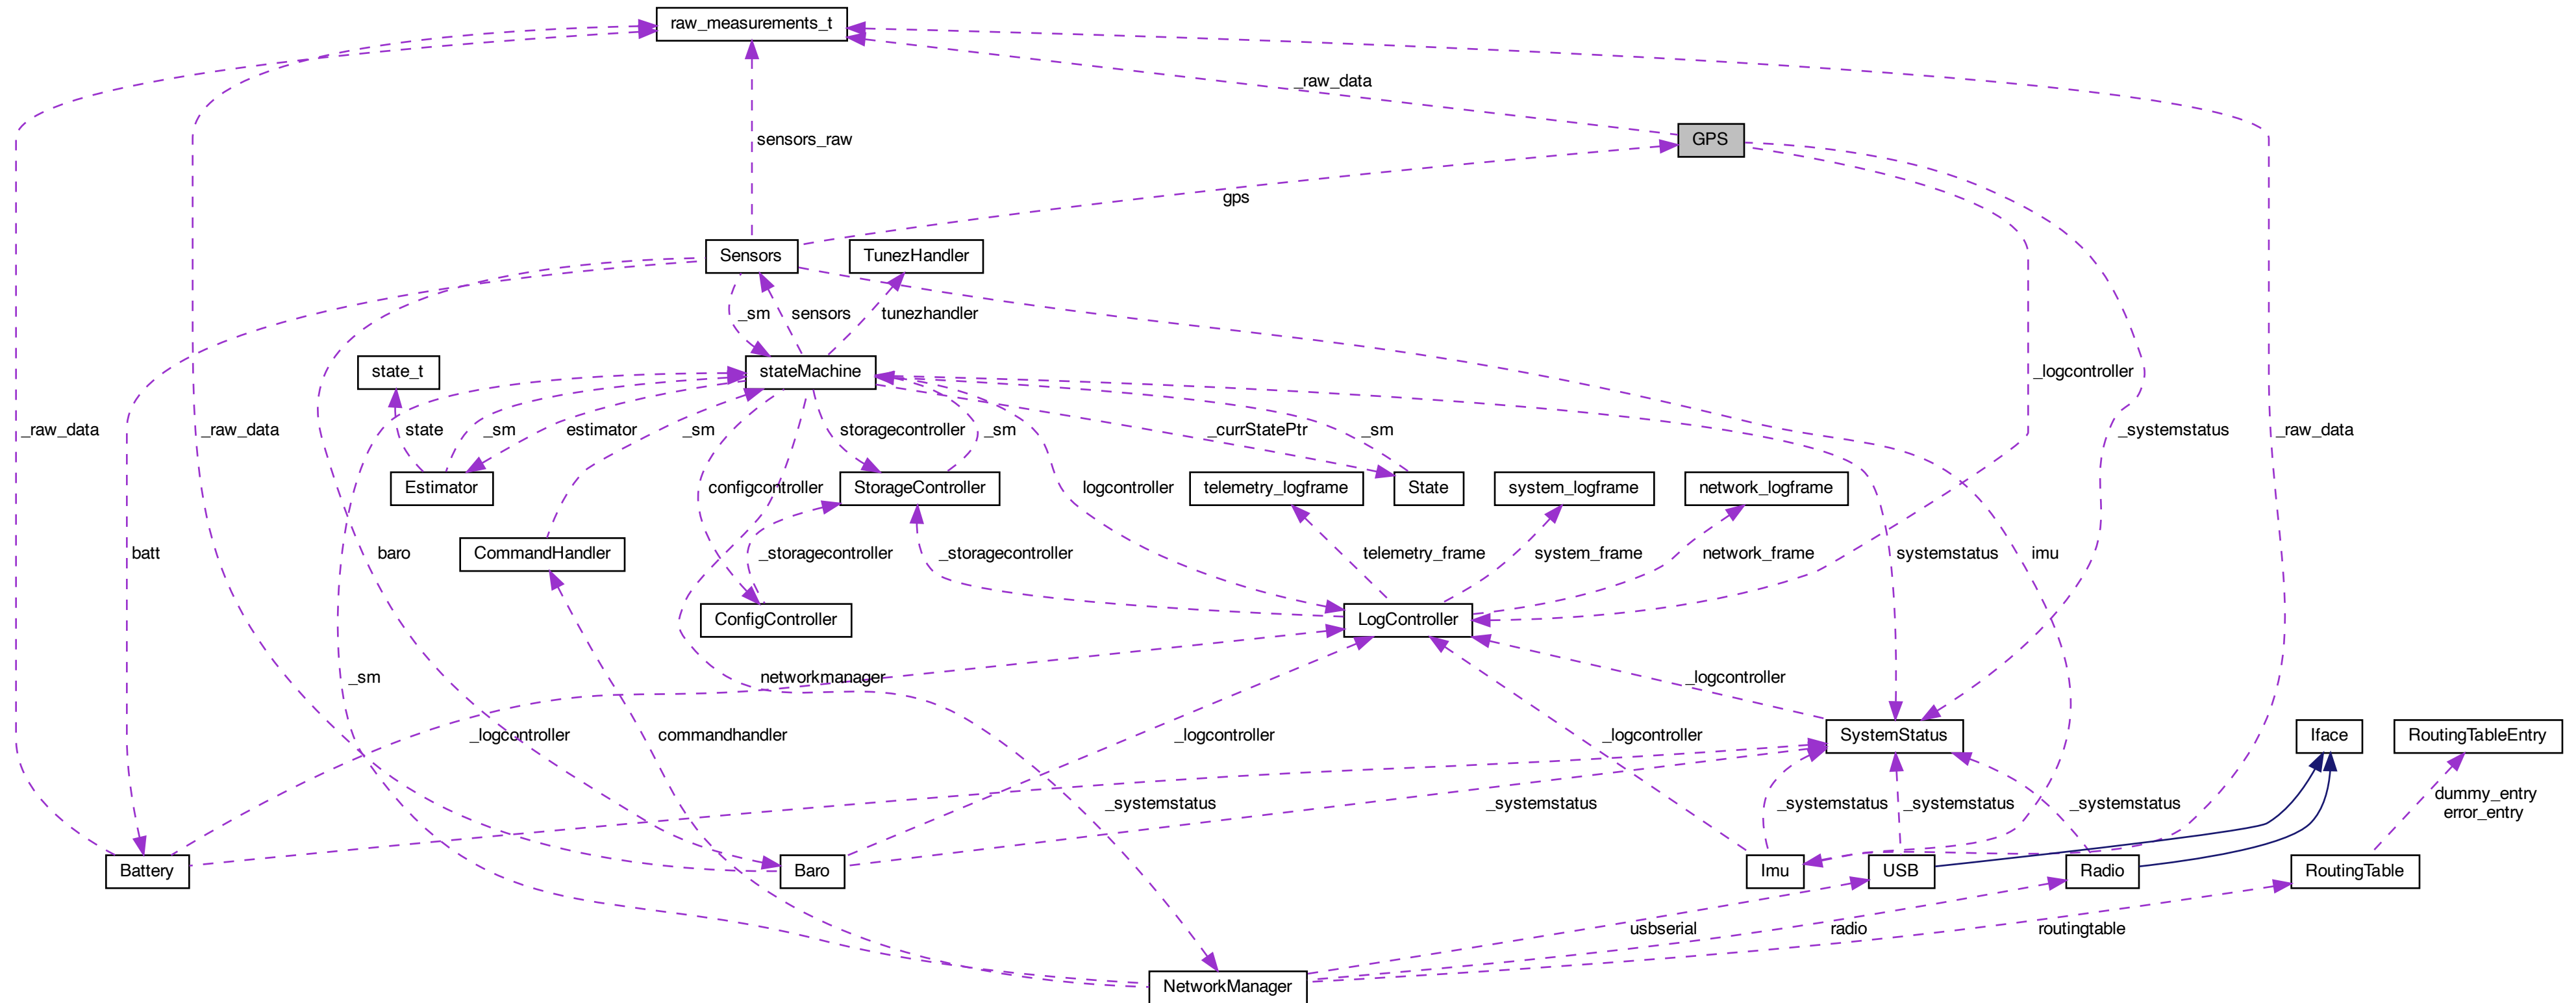 raw_measurements_t
_raw_data
GPS
sensors_raw
gps
Sensors
TunezHandler
_sm
sensors
tunezhandler
state_t
stateMachine
_logcontroller
_raw_data
_raw_data
state
_sm
estimator
_sm
storagecontroller
_sm
_currStatePtr
_sm
_systemstatus
_raw_data
Estimator
configcontroller
StorageController
logcontroller
telemetry_logframe
State
system_logframe
network_logframe
batt
baro
CommandHandler
_storagecontroller
_storagecontroller
telemetry_frame
system_frame
network_frame
systemstatus
imu
ConfigController
LogController
_sm
networkmanager
_logcontroller
_logcontroller
commandhandler
_logcontroller
_logcontroller
SystemStatus
Iface
RoutingTableEntry
_systemstatus
_systemstatus
_systemstatus
_systemstatus
_systemstatus
dummy_entry
error_entry
Battery
Baro
Imu
USB
Radio
RoutingTable
usbserial
radio
routingtable
NetworkManager